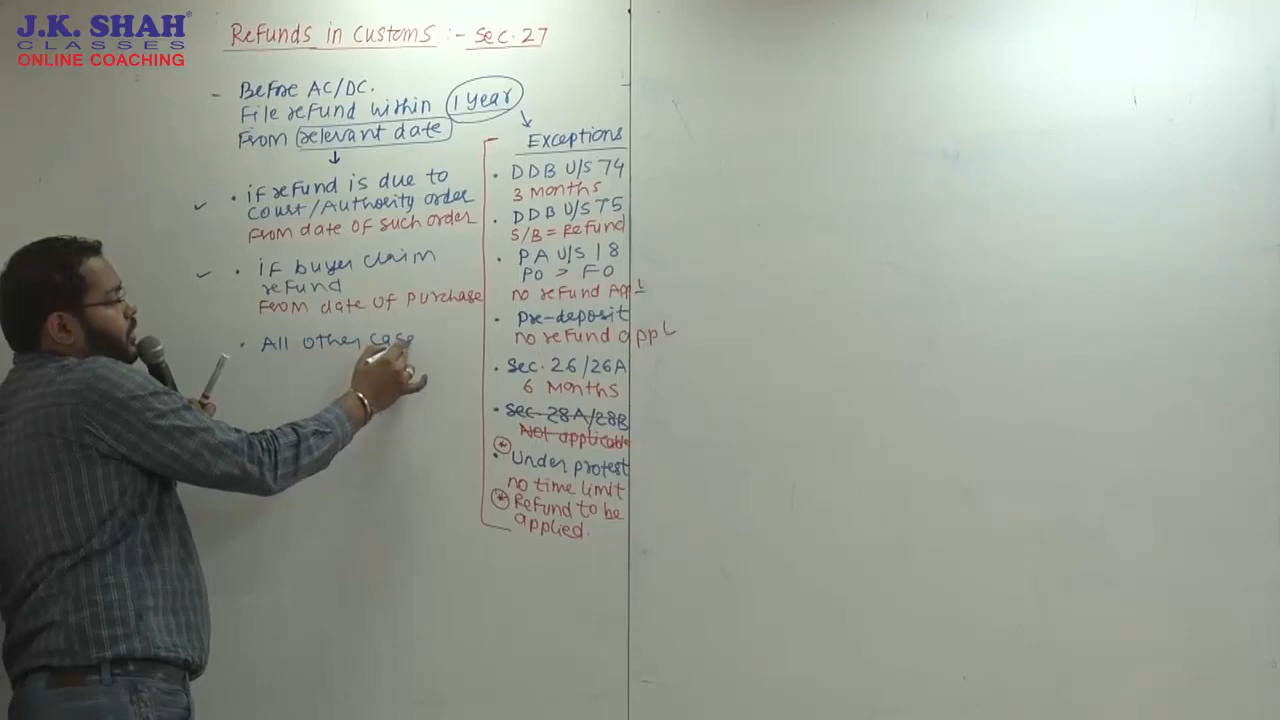 J.K. SHAH®
CLASSES
ONLINE COACHING
Refunds in customs :- sec. 27
- Before AC/DC.
File refund within 1 year
From relevant date
↓
• if refund is due to
court/Authority order
From date of such order
• if buyer claim
refund
From date of purchase
• All other case
Exceptions
• DDB U/S 74
3 Months
• DDB U/S 75
S/B = Refund
• PA U/S 18
PD > FD
no refund App L
• Pre-deposit
no refund app L
• Sec. 26/26A
6 Months
• Sec-28A/28B
Not applicable
• Under protest
no time limit
* Refund to be
applied.